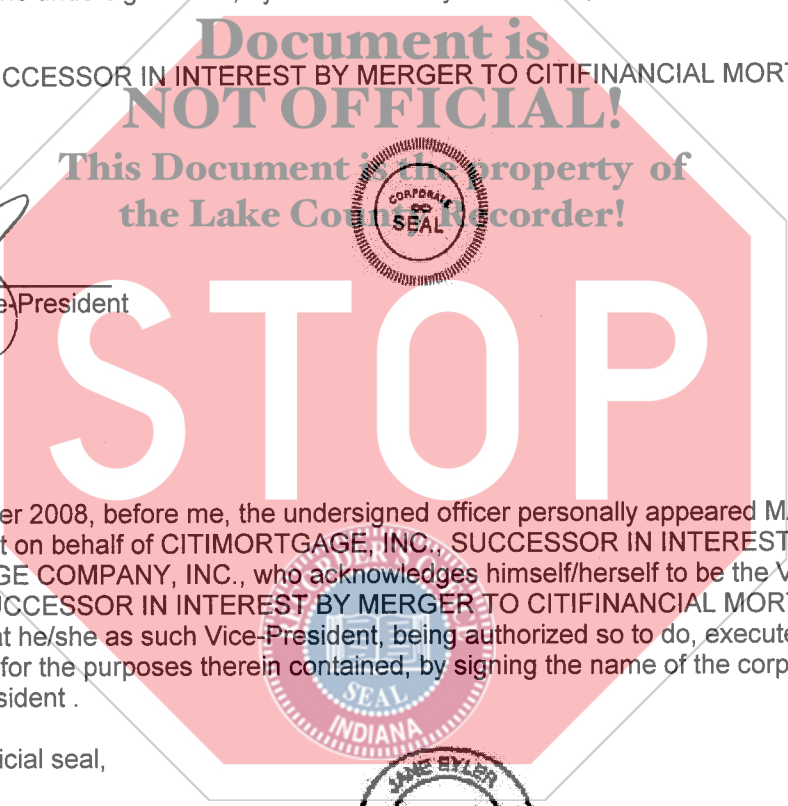 Document is
CCESSOR IN INTEREST BY MERGER TO CITIFINANCIAL MORT
NOT OFFICIAL!
This Document is the property of
the Lake County Recorder!
CORPORATE
SEAL
e-President
STOP
er 2008, before me, the undersigned officer personally appeared MA
t on behalf of CITIMORTGAGE, INC., SUCCESSOR IN INTEREST
GE COMPANY, INC., who acknowledges himself/herself to be the V
UCCESSOR IN INTEREST BY MERGER TO CITIFINANCIAL MOR
at he/she as such Vice-President, being authorized so to do, execute
for the purposes therein contained, by signing the name of the corp
sident .
SEAL
INDIANA
icial seal,
JANE EYLER